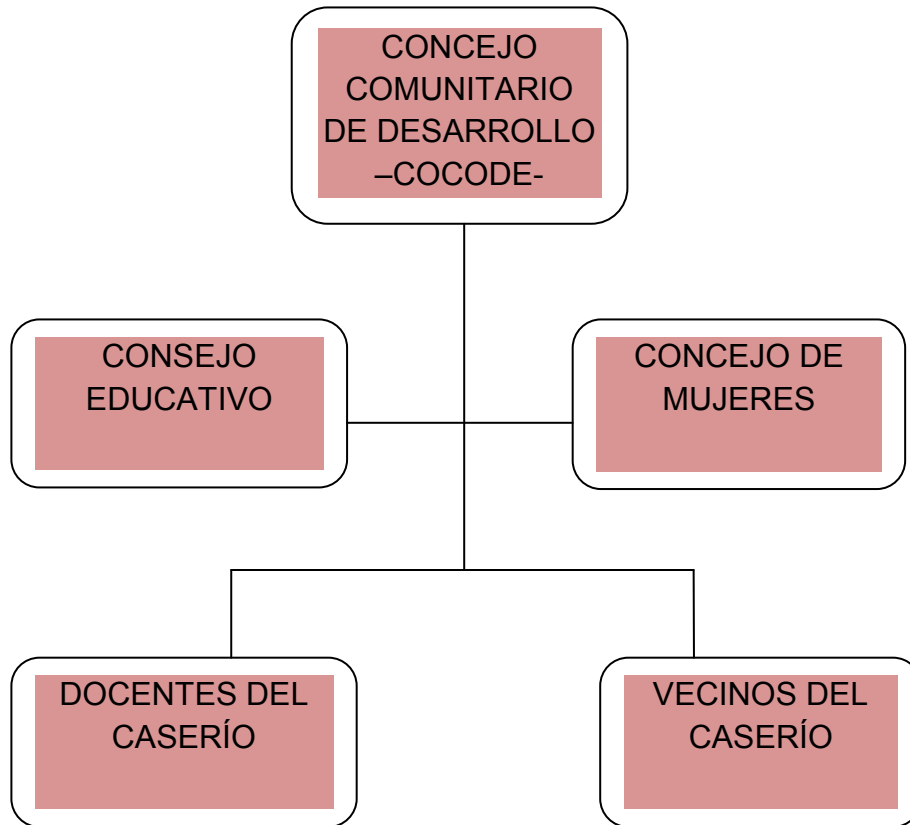 CONCEJO
COMUNITARIO
DE DESARROLLO
–COCODE-
CONSEJO
EDUCATIVO
CONCEJO DE
MUJERES
DOCENTES DEL
CASERÍO
VECINOS DEL
CASERÍO